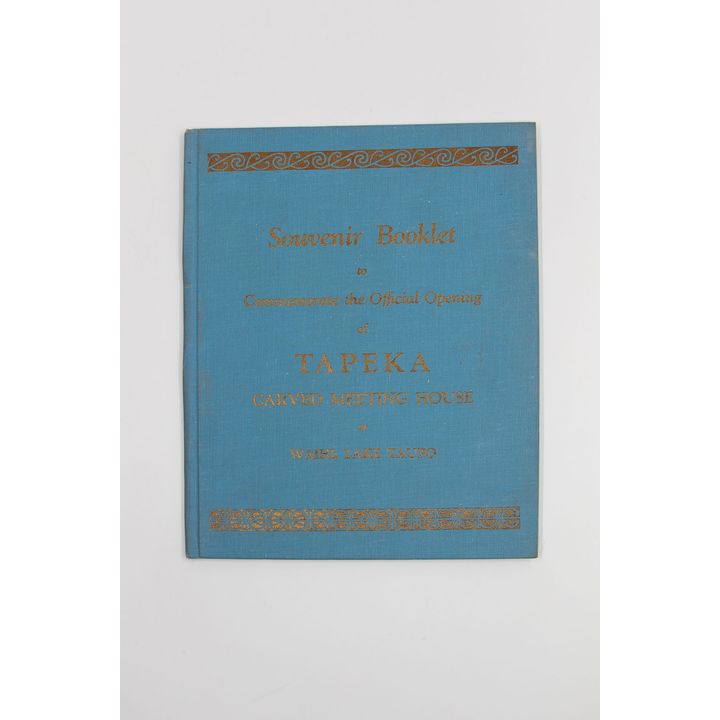 Souvenir Booklet
to
Commemorate the Official Opening
of
TAPEKA
CARVED MEETING HOUSE
at
WAIHI, LAKE TAUPO